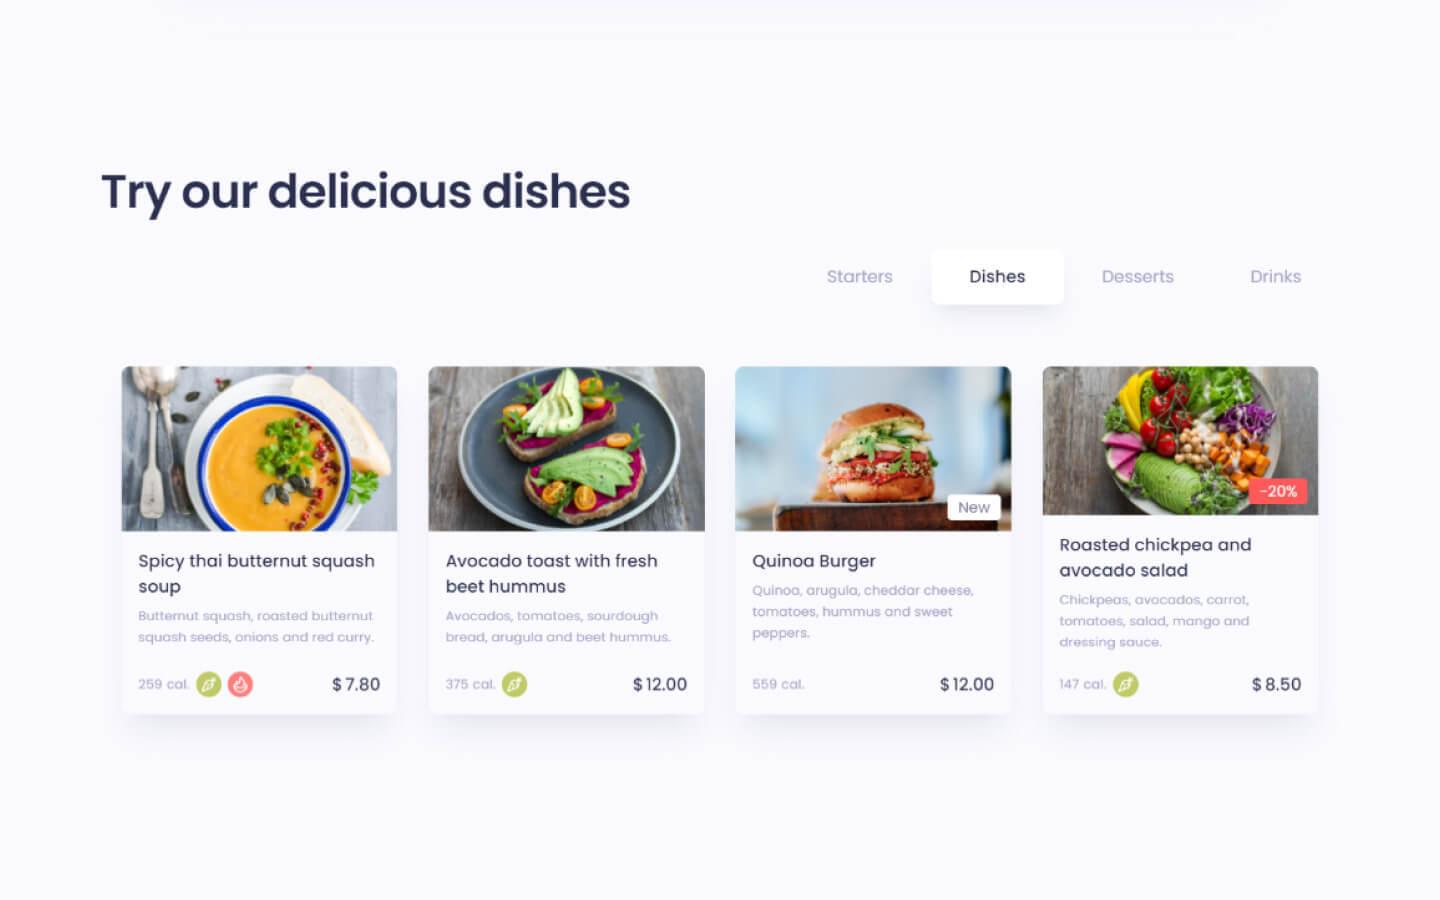 Try our delicious dishes
Starters
Dishes
Desserts
Drinks
New
-20%
Spicy thai butternut squash
soup
Butternut squash, roasted butternut
squash seeds, onions and red curry.
259 cal.
$ 7.80
Avocado toast with fresh
beet hummus
Avocados, tomatoes, sourdough
bread, arugula and beet hummus.
375 cal.
$ 12.00
Quinoa Burger
Quinoa, arugula, cheddar cheese,
tomatoes, hummus and sweet
peppers.
559 cal.
$ 12.00
Roasted chickpea and
avocado salad
Chickpeas, avocados, carrot,
tomatoes, salad, mango and
dressing sauce.
147 cal.
$ 8.50